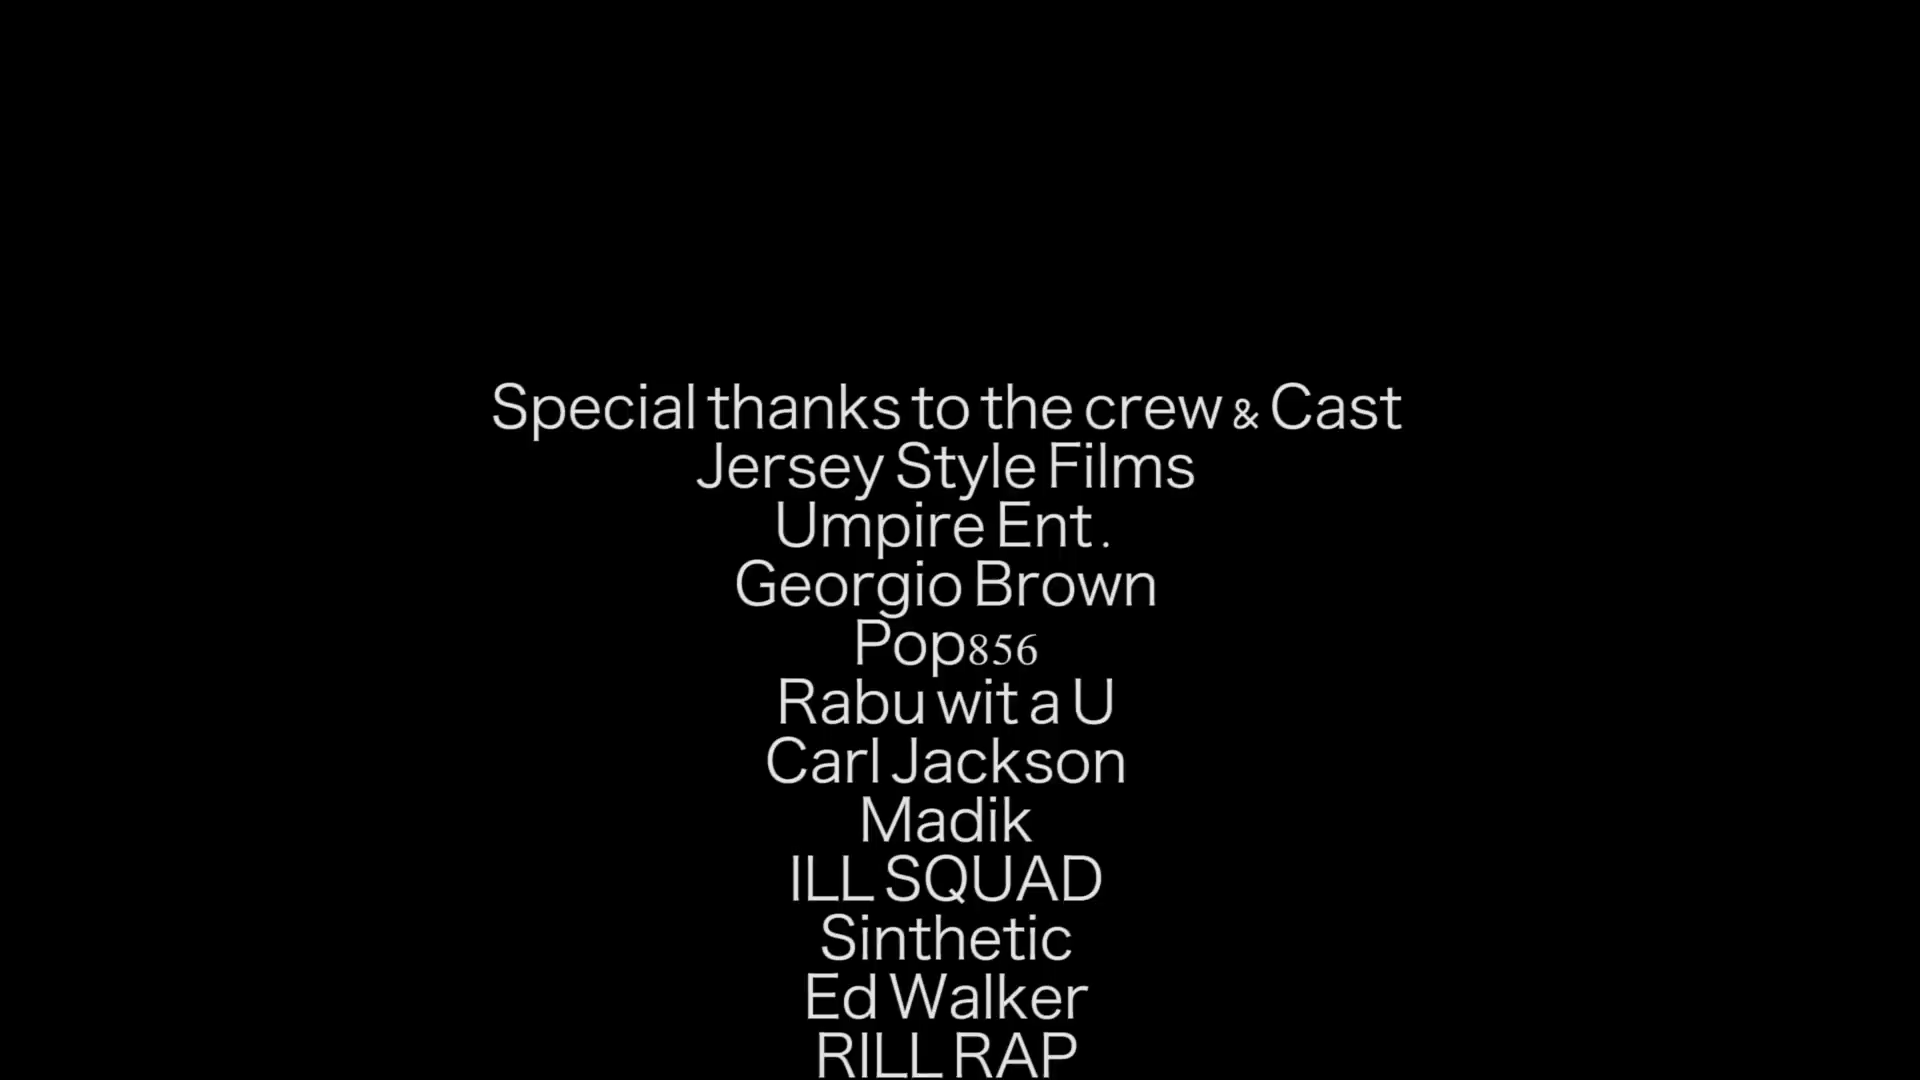 Special thanks to the crew & Cast
Jersey Style Films
Umpire Ent.
Georgio Brown
Pop856
Rabu wit a U
Carl Jackson
Madik
ILL SQUAD
Sinthetic
Ed Walker
RILL RAP